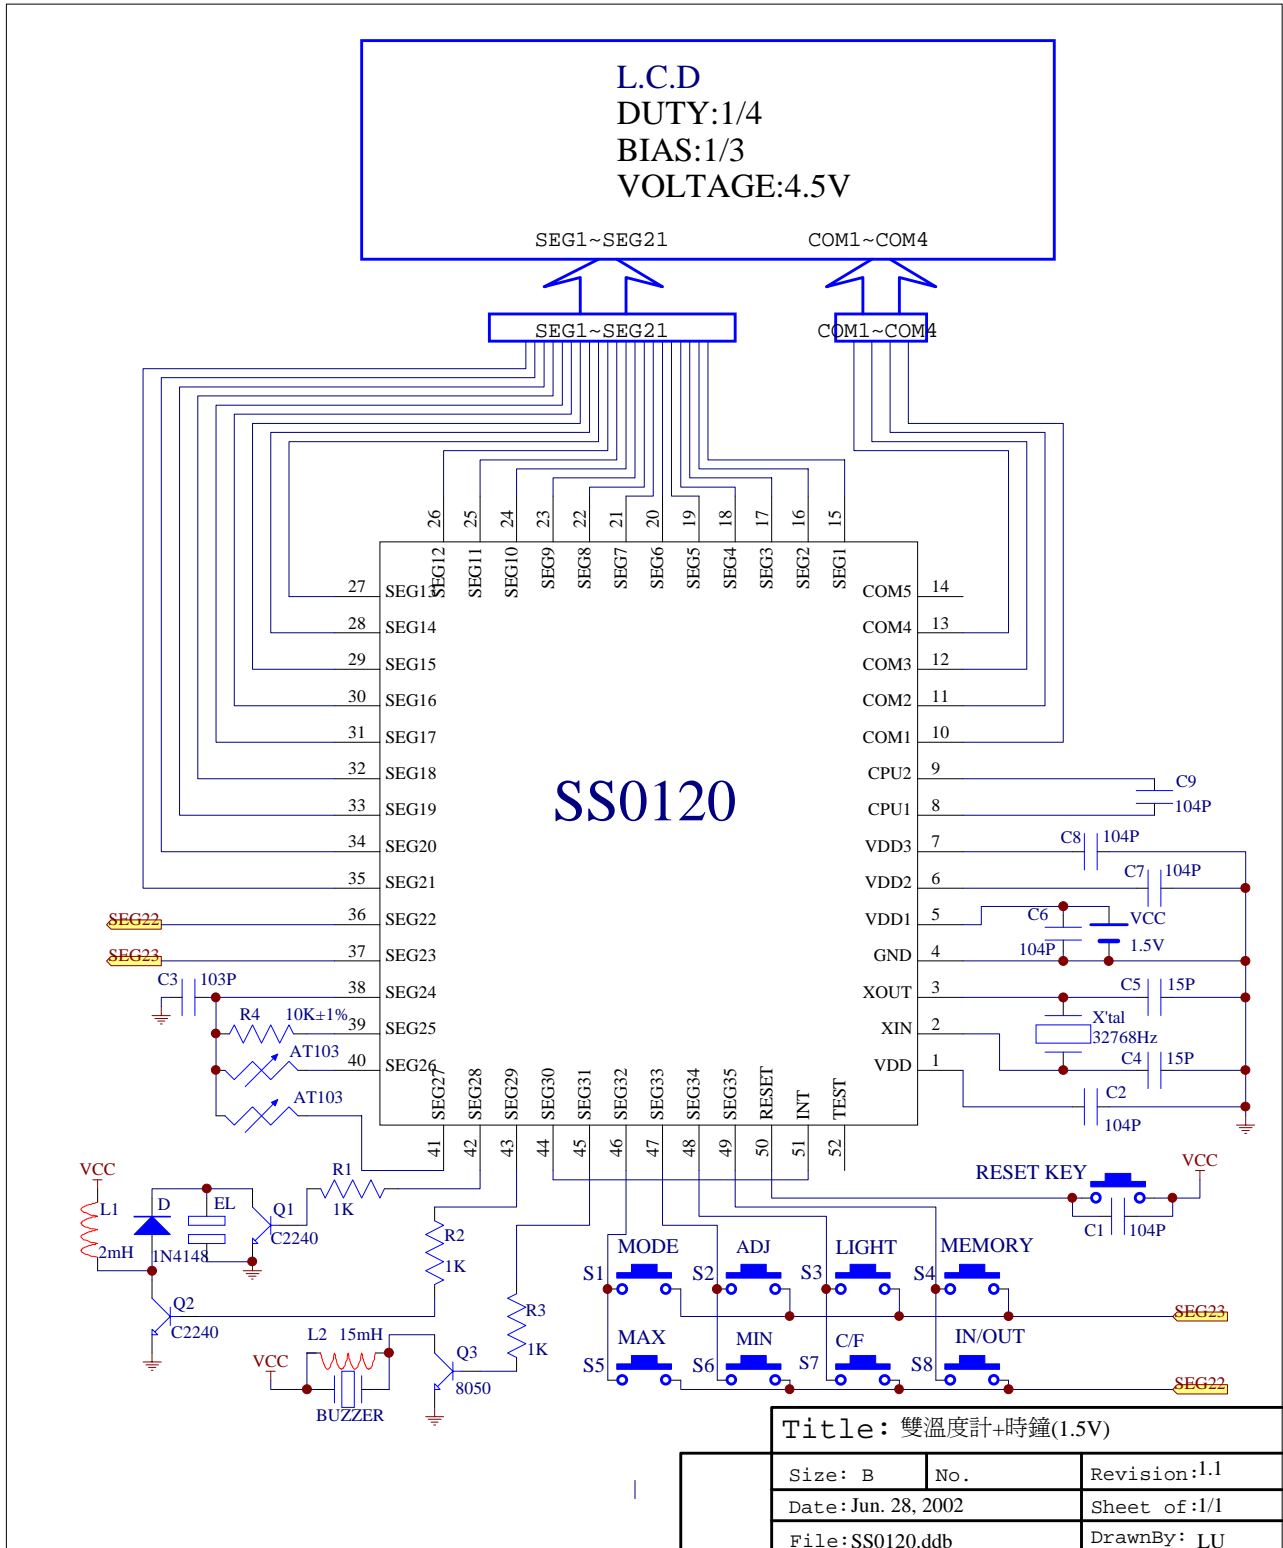 L.C.D
DUTY:1/4
BIAS:1/3
VOLTAGE:4.5V
SEG1~SEG21 COM1~COM4
SEG1~SEG21 COM1~COM4
26 25 24 23 22 21 20 19 18 17 16 15
SEG12 SEG11 SEG10 SEG9 SEG8 SEG7 SEG6 SEG5 SEG4 SEG3 SEG2 SEG1
27 SEG13 COM5 14
28 SEG14 COM4 13
29 SEG15 COM3 12
30 SEG16 COM2 11
31 SEG17 COM1 10
32 SEG18 CPU2 9
C9
SS0120
33 SEG19 CPU1 8 104P
34 SEG20 VDD3 7 C8 104P
35 SEG21 VDD2 6 C7 104P
SEG22 36 SEG22 VDD1 5 C6 VCC
104P 1.5V
SEG23 37 SEG23 GND 4
C3 103P 38 SEG24 XOUT 3 C5 15P
R4 10K±1% 39 SEG25 XIN 2 X'tal
32768Hz
AT103 40 SEG26 VDD 1 C4 15P
AT103 C2
104P
SEG27 SEG28 SEG29 SEG30 SEG31 SEG32 SEG33 SEG34 SEG35 RESET INT TEST
41 42 43 44 45 46 47 48 49 50 51 52
VCC R1 RESET KEY VCC
L1 D EL Q1 1K C1 104P
2mH 1N4148 C2240 R2
1K
MODE ADJ LIGHT MEMORY
S1 S2 S3 S4
Q2 R3 SEG23
C2240 L2 15mH 1K
MAX MIN C/F IN/OUT
VCC Q3 S5 S6 S7 S8
8050 SEG22
BUZZER
Title: 雙溫度計+時鐘(1.5V)
Size: B No. Revision:1.1
Date:Jun. 28, 2002 Sheet of:1/1
File:SS0120.ddb DrawnBy: LU